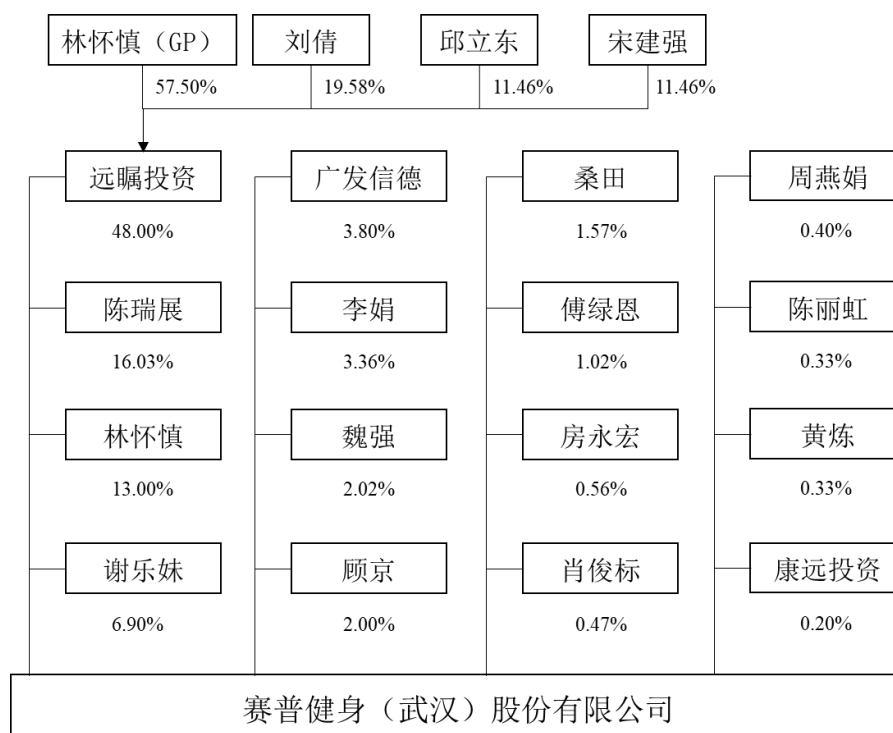 林怀慎（GP） 刘倩 邱立东 宋建强
57.50% 19.58% 11.46% 11.46%
远瞩投资 广发信德 桑田 周燕娟
48.00% 3.80% 1.57% 0.40%
陈瑞展 李娟 傅绿恩 陈丽虹
16.03% 3.36% 1.02% 0.33%
林怀慎 魏强 房永宏 黄炼
13.00% 2.02% 0.56% 0.33%
谢乐妹 顾京 肖俊标 康远投资
6.90% 2.00% 0.47% 0.20%
赛普健身（武汉）股份有限公司